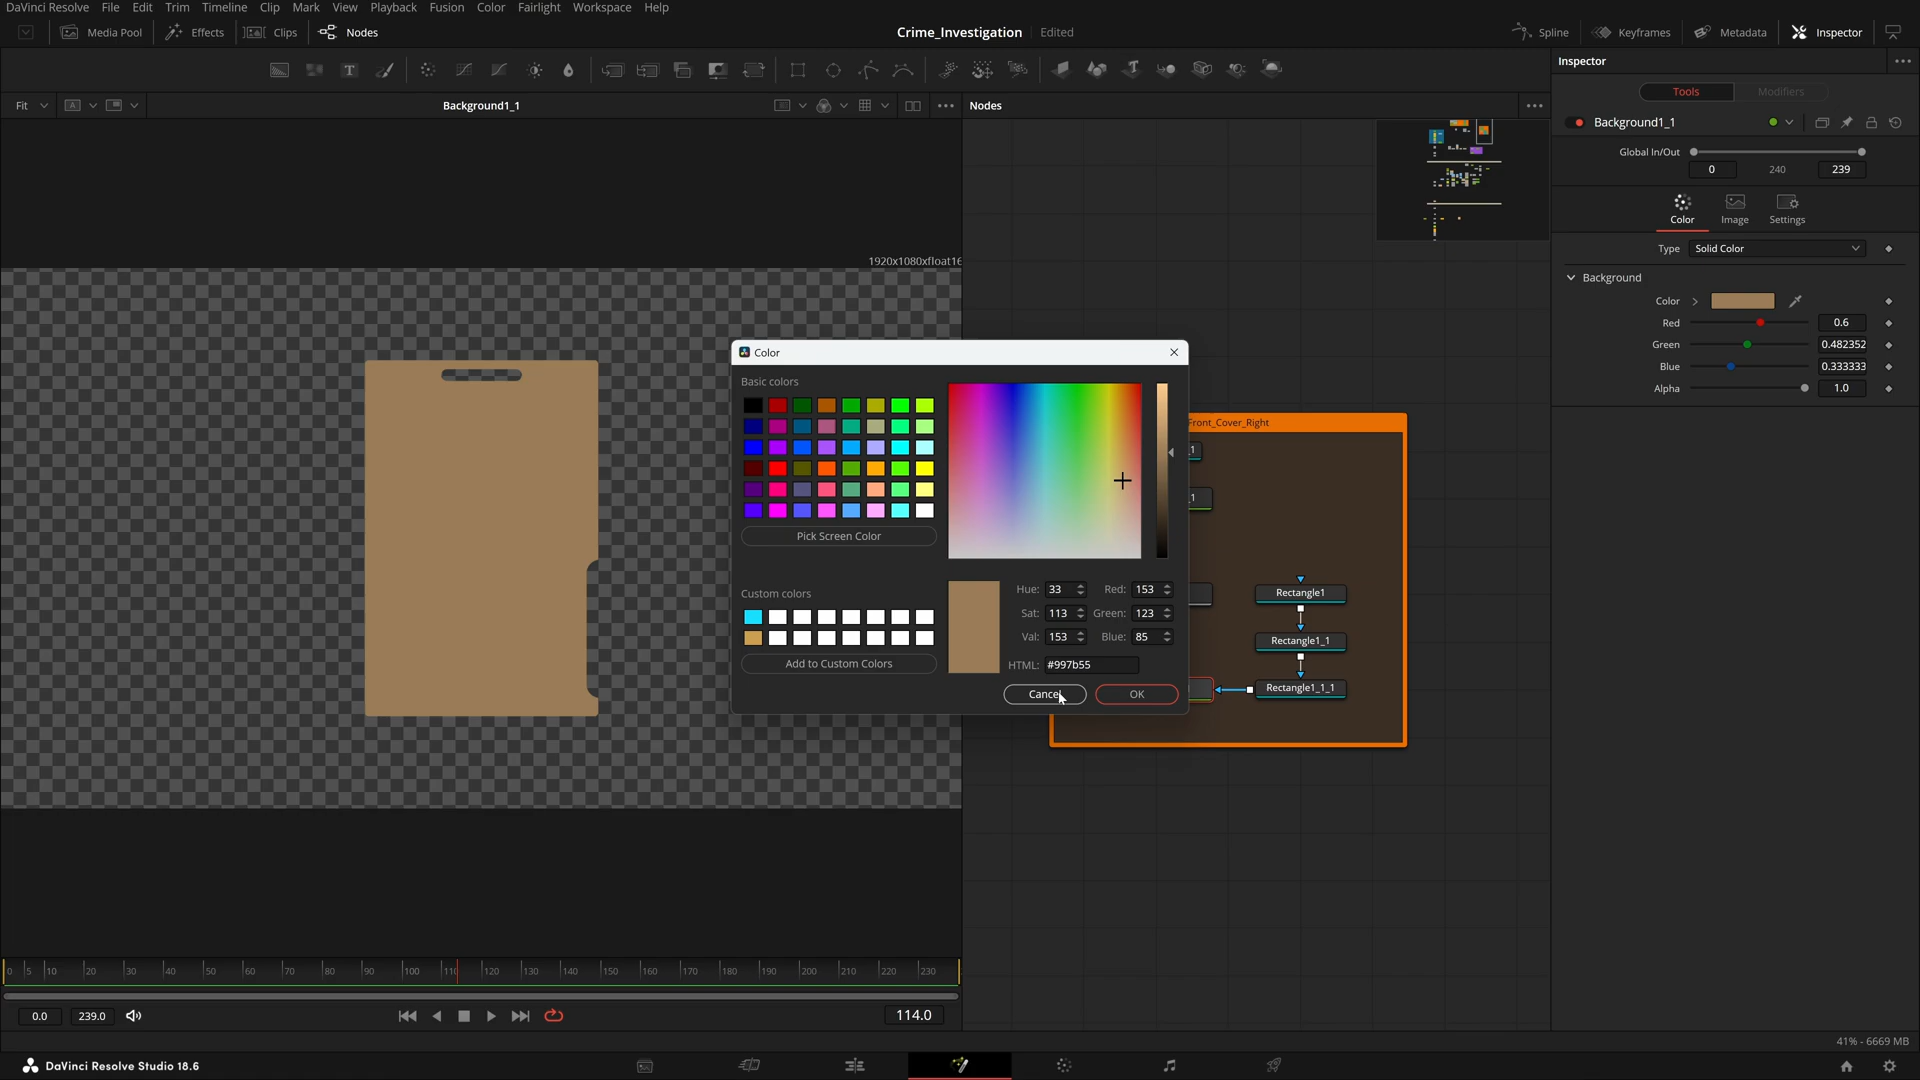 DaVinci Resolve File Edit Trim Timeline Clip Mark View Playback Fusion Color Fairlight Workspace Help
Media Pool Effects Clips Nodes Crime_Investigation Edited Spline Keyframes Metadata Inspector
Inspector
Fit A Background1_1 Nodes
Tools Modifiers
Background1_1
Global In/Out
0 240 239
Color Image Settings
Type Solid Color
1920x1080xfloat16
Background
Color
Red 0.6
Green 0.482352
Blue 0.333333
Alpha 1.0
Color
Basic colors
Pick Screen Color
Custom colors
Add to Custom Colors
Hue: 33 Red: 153
Sat: 113 Green: 123
Val: 153 Blue: 85
HTML: #997b55
Cancel OK
Front_Cover_Right
_1
_1
Rectangle1
Rectangle1_1
Rectangle1_1_1
0 5 10 20 30 40 50 60 70 80 90 100 110 120 130 140 150 160 170 180 190 200 210 220 230
0.0 239.0 114.0
41% - 6669 MB
DaVinci Resolve Studio 18.6